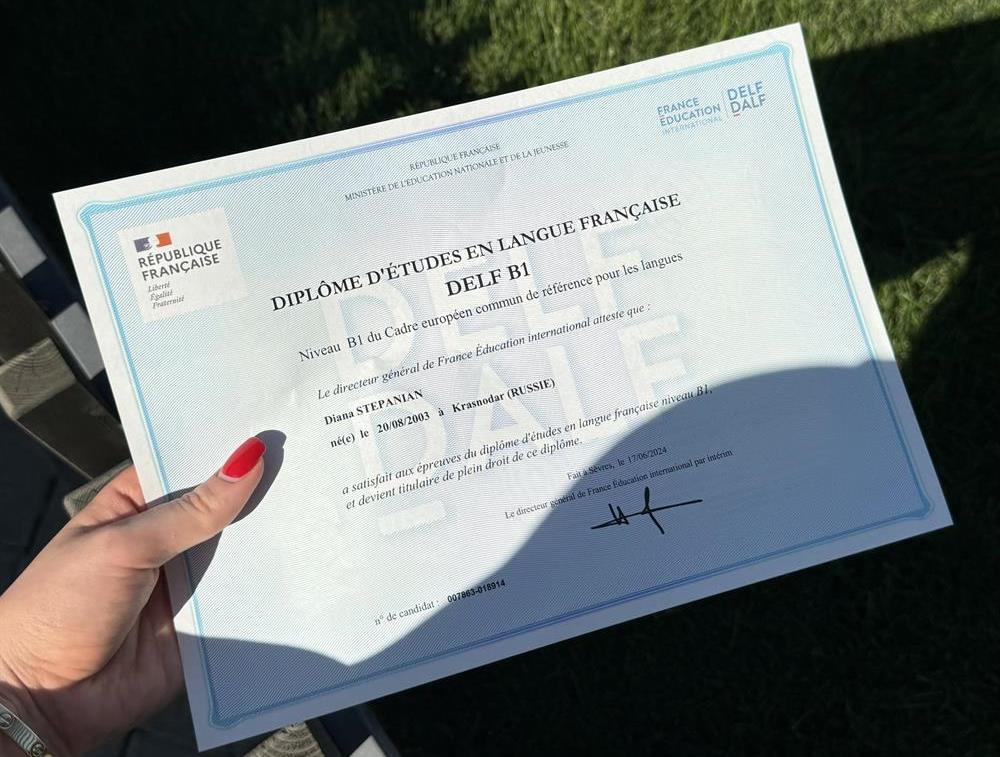 FRANCE
ÉDUCATION
INTERNATIONAL
DELF
DALF
RÉPUBLIQUE FRANÇAISE
MINISTÈRE DE L'ÉDUCATION NATIONALE ET DE LA JEUNESSE
RÉPUBLIQUE
FRANÇAISE
Liberté
Égalité
Fraternité
DIPLÔME D'ÉTUDES EN LANGUE FRANÇAISE
DELF B1
Niveau B1 du Cadre européen commun de référence pour les langues
Le directeur général de France Éducation international atteste que :
Diana STEPANIAN
né(e) le 20/08/2003 à Krasnodar (RUSSIE)
a satisfait aux épreuves du diplôme d'études en langue française niveau B1,
et devient titulaire de plein droit de ce diplôme.
Fait à Sèvres, le 17/06/2024
Le directeur général de France Éducation international par intérim
n° de candidat : 007863-018914
DELF
DALF